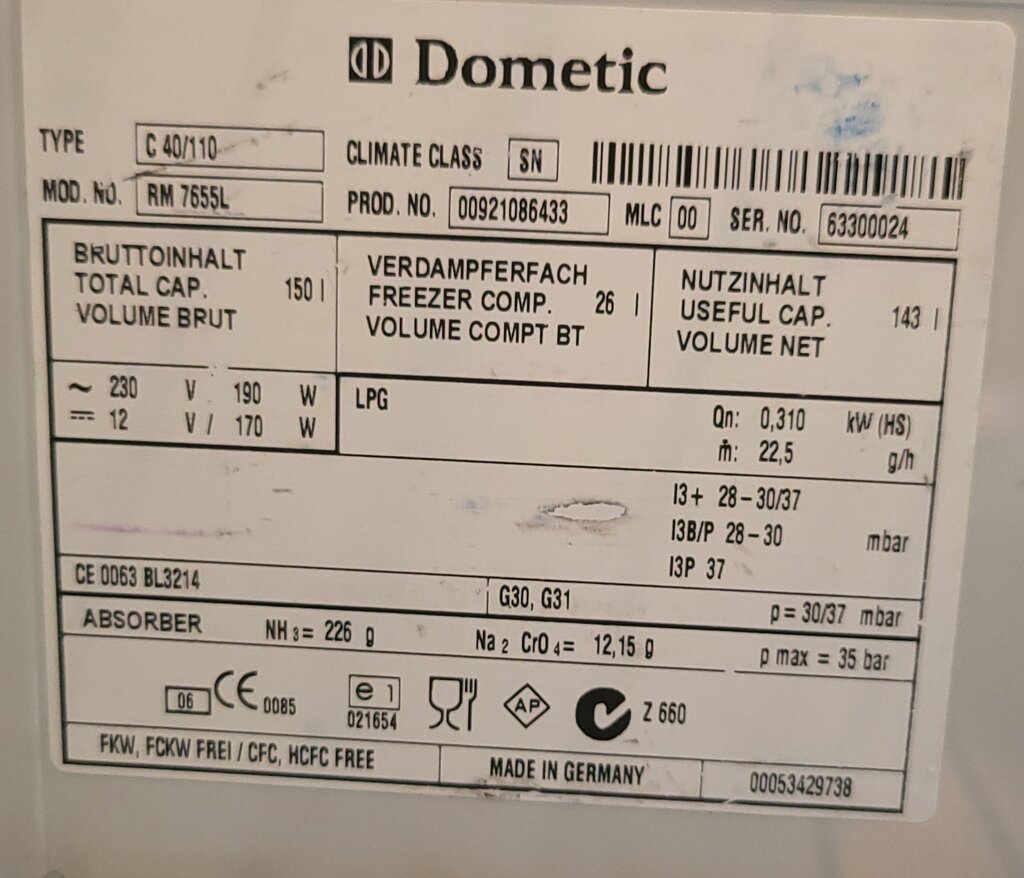 Dometic
TYPE C 40/110 CLIMATE CLASS SN
MOD. NO. RM 7655L PROD. NO. 00921086433 MLC 00 SER. NO. 63300024
BRUTTOINHALT
TOTAL CAP. 150 l
VOLUME BRUT
VERDAMPFERFACH
FREEZER COMP. 26 l
VOLUME COMPT BT
NUTZINHALT
USEFUL CAP. 143 l
VOLUME NET
~ 230 V 190 W
⎓ 12 V / 170 W
LPG Qn: 0,310 kW (HS)
ṁ: 22,5 g/h
I3+ 28-30/37
I3B/P 28-30 mbar
I3P 37
CE 0063 BL3214 G30, G31 p= 30/37 mbar
ABSORBER NH3= 226 g Na2 CrO4= 12,15 g p max = 35 bar
06 CE 0085 e 1 021654 AP Z 660
FKW, FCKW FREI / CFC, HCFC FREE MADE IN GERMANY 00053429738